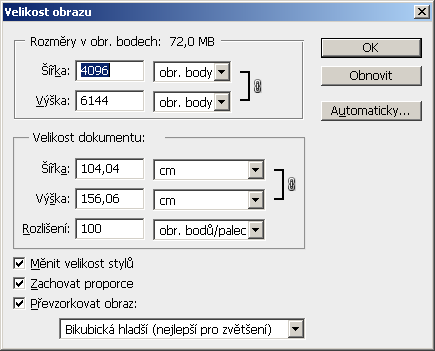 Velikost obrazu
Rozměry v obr. bodech: 72,0 MB
Šířka: 4096 obr. body
Výška: 6144 obr. body
OK
Obnovit
Automaticky...
Velikost dokumentu:
Šířka: 104,04 cm
Výška: 156,06 cm
Rozlišení: 100 obr. bodů/palec
Měnit velikost stylů
Zachovat proporce
Převzorkovat obraz:
Bikubická hladší (nejlepší pro zvětšení)